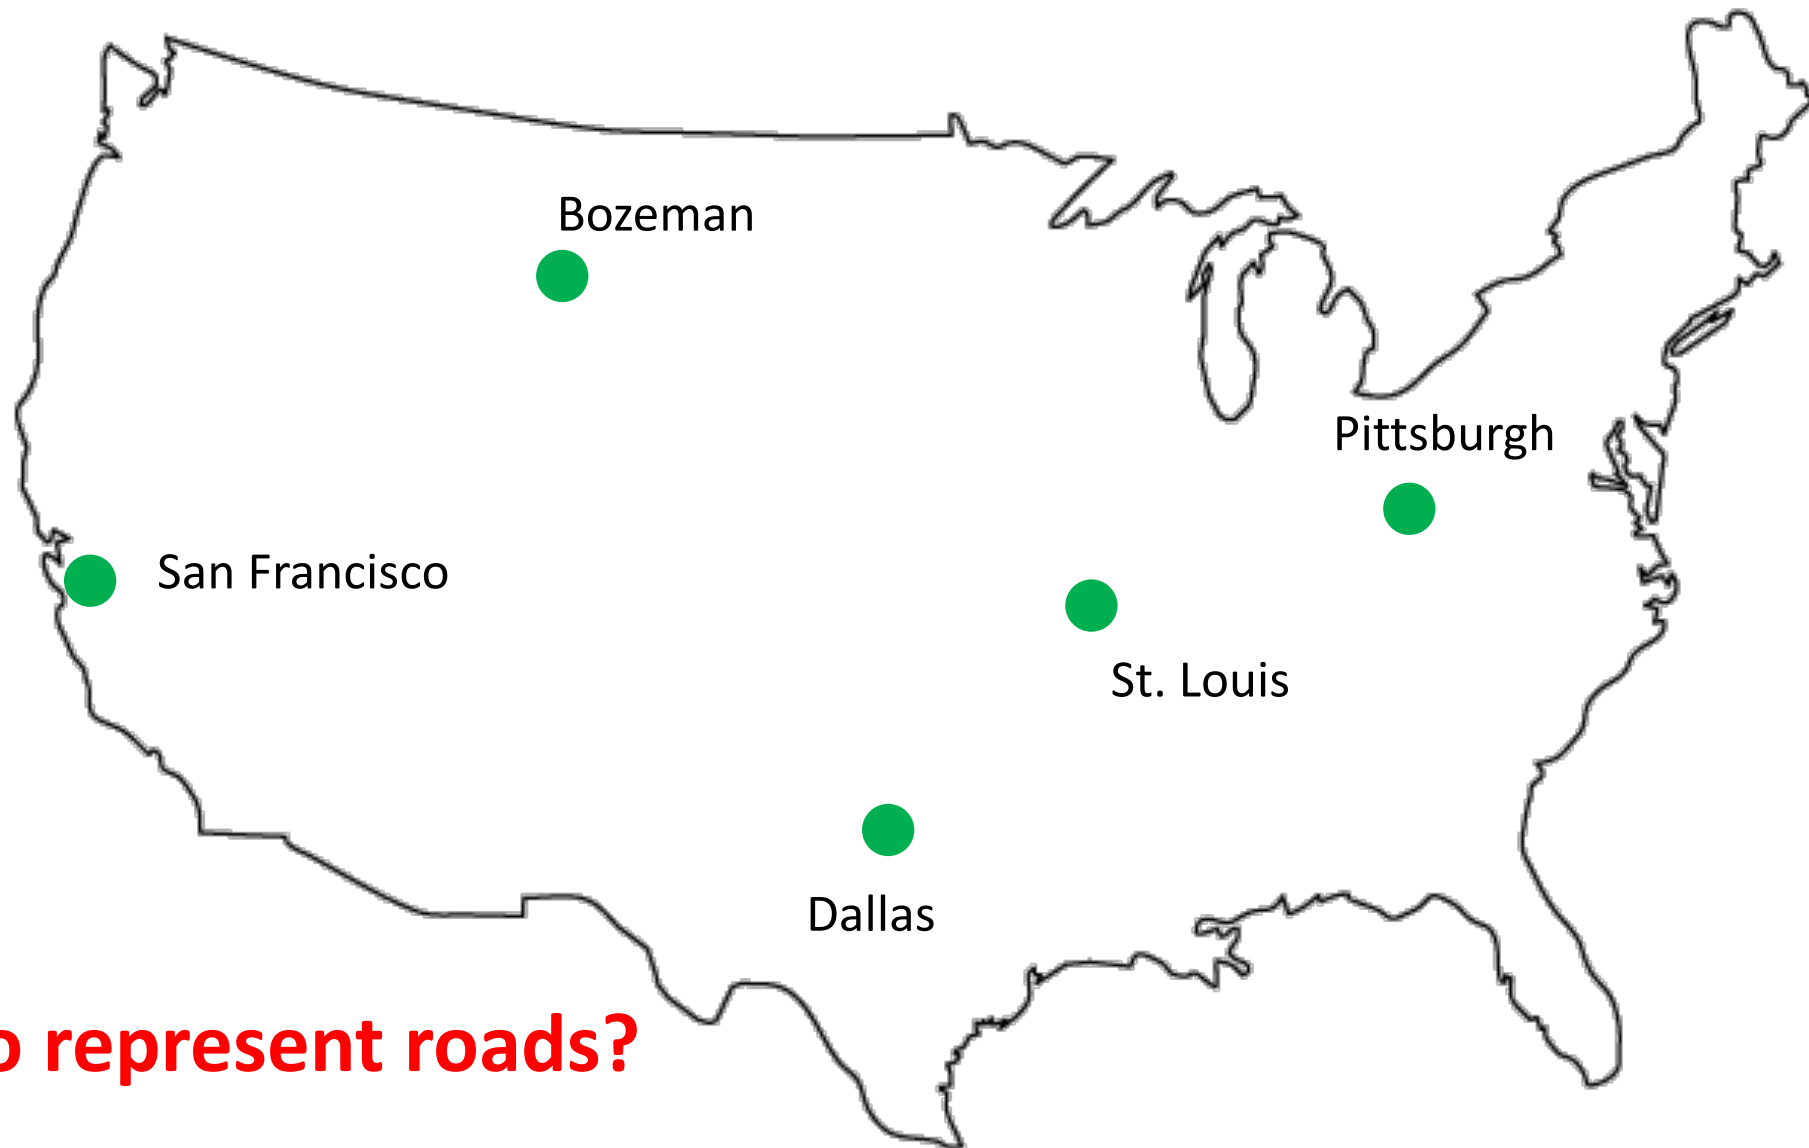 Bozeman
Pittsburgh
San Francisco
St. Louis
Dallas
represent roads?